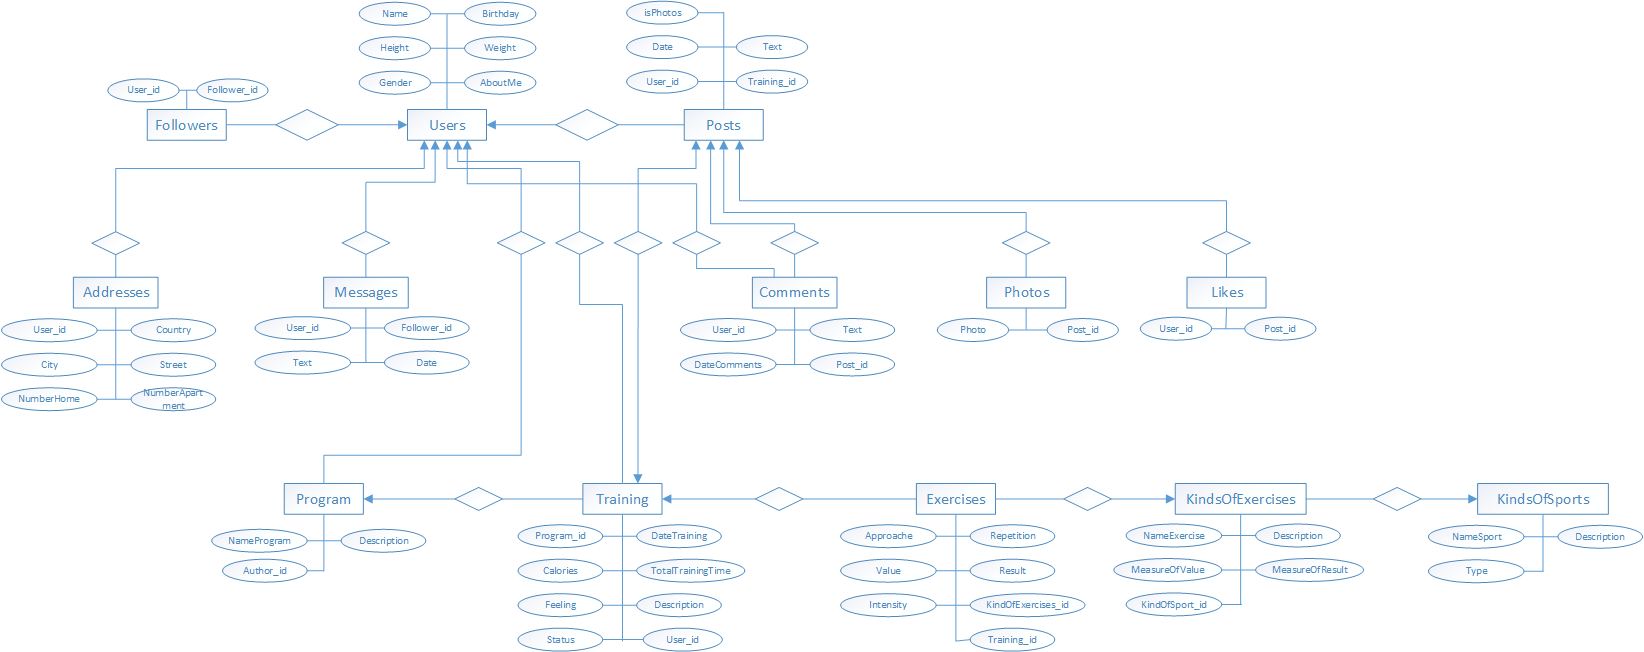 Name
Birthday
isPhotos
Height
Weight
Date
Text
Gender
AboutMe
User_id
Training_id
User_id
Follower_id
Followers
Users
Posts
Addresses
Messages
Comments
Photos
Likes
User_id
Country
User_id
Follower_id
User_id
Text
Photo
Post_id
User_id
Post_id
City
Street
Text
Date
DateComments
Post_id
NumberHome
NumberApart
ment
Program
Training
Exercises
KindsOfExercises
KindsOfSports
NameProgram
Description
Program_id
DateTraining
Approache
Repetition
NameExercise
Description
NameSport
Description
Author_id
Calories
TotalTrainingTime
Value
Result
MeasureOfValue
MeasureOfResult
Type
Feeling
Description
Intensity
KindOfExercises_id
KindOfSport_id
Status
User_id
Training_id